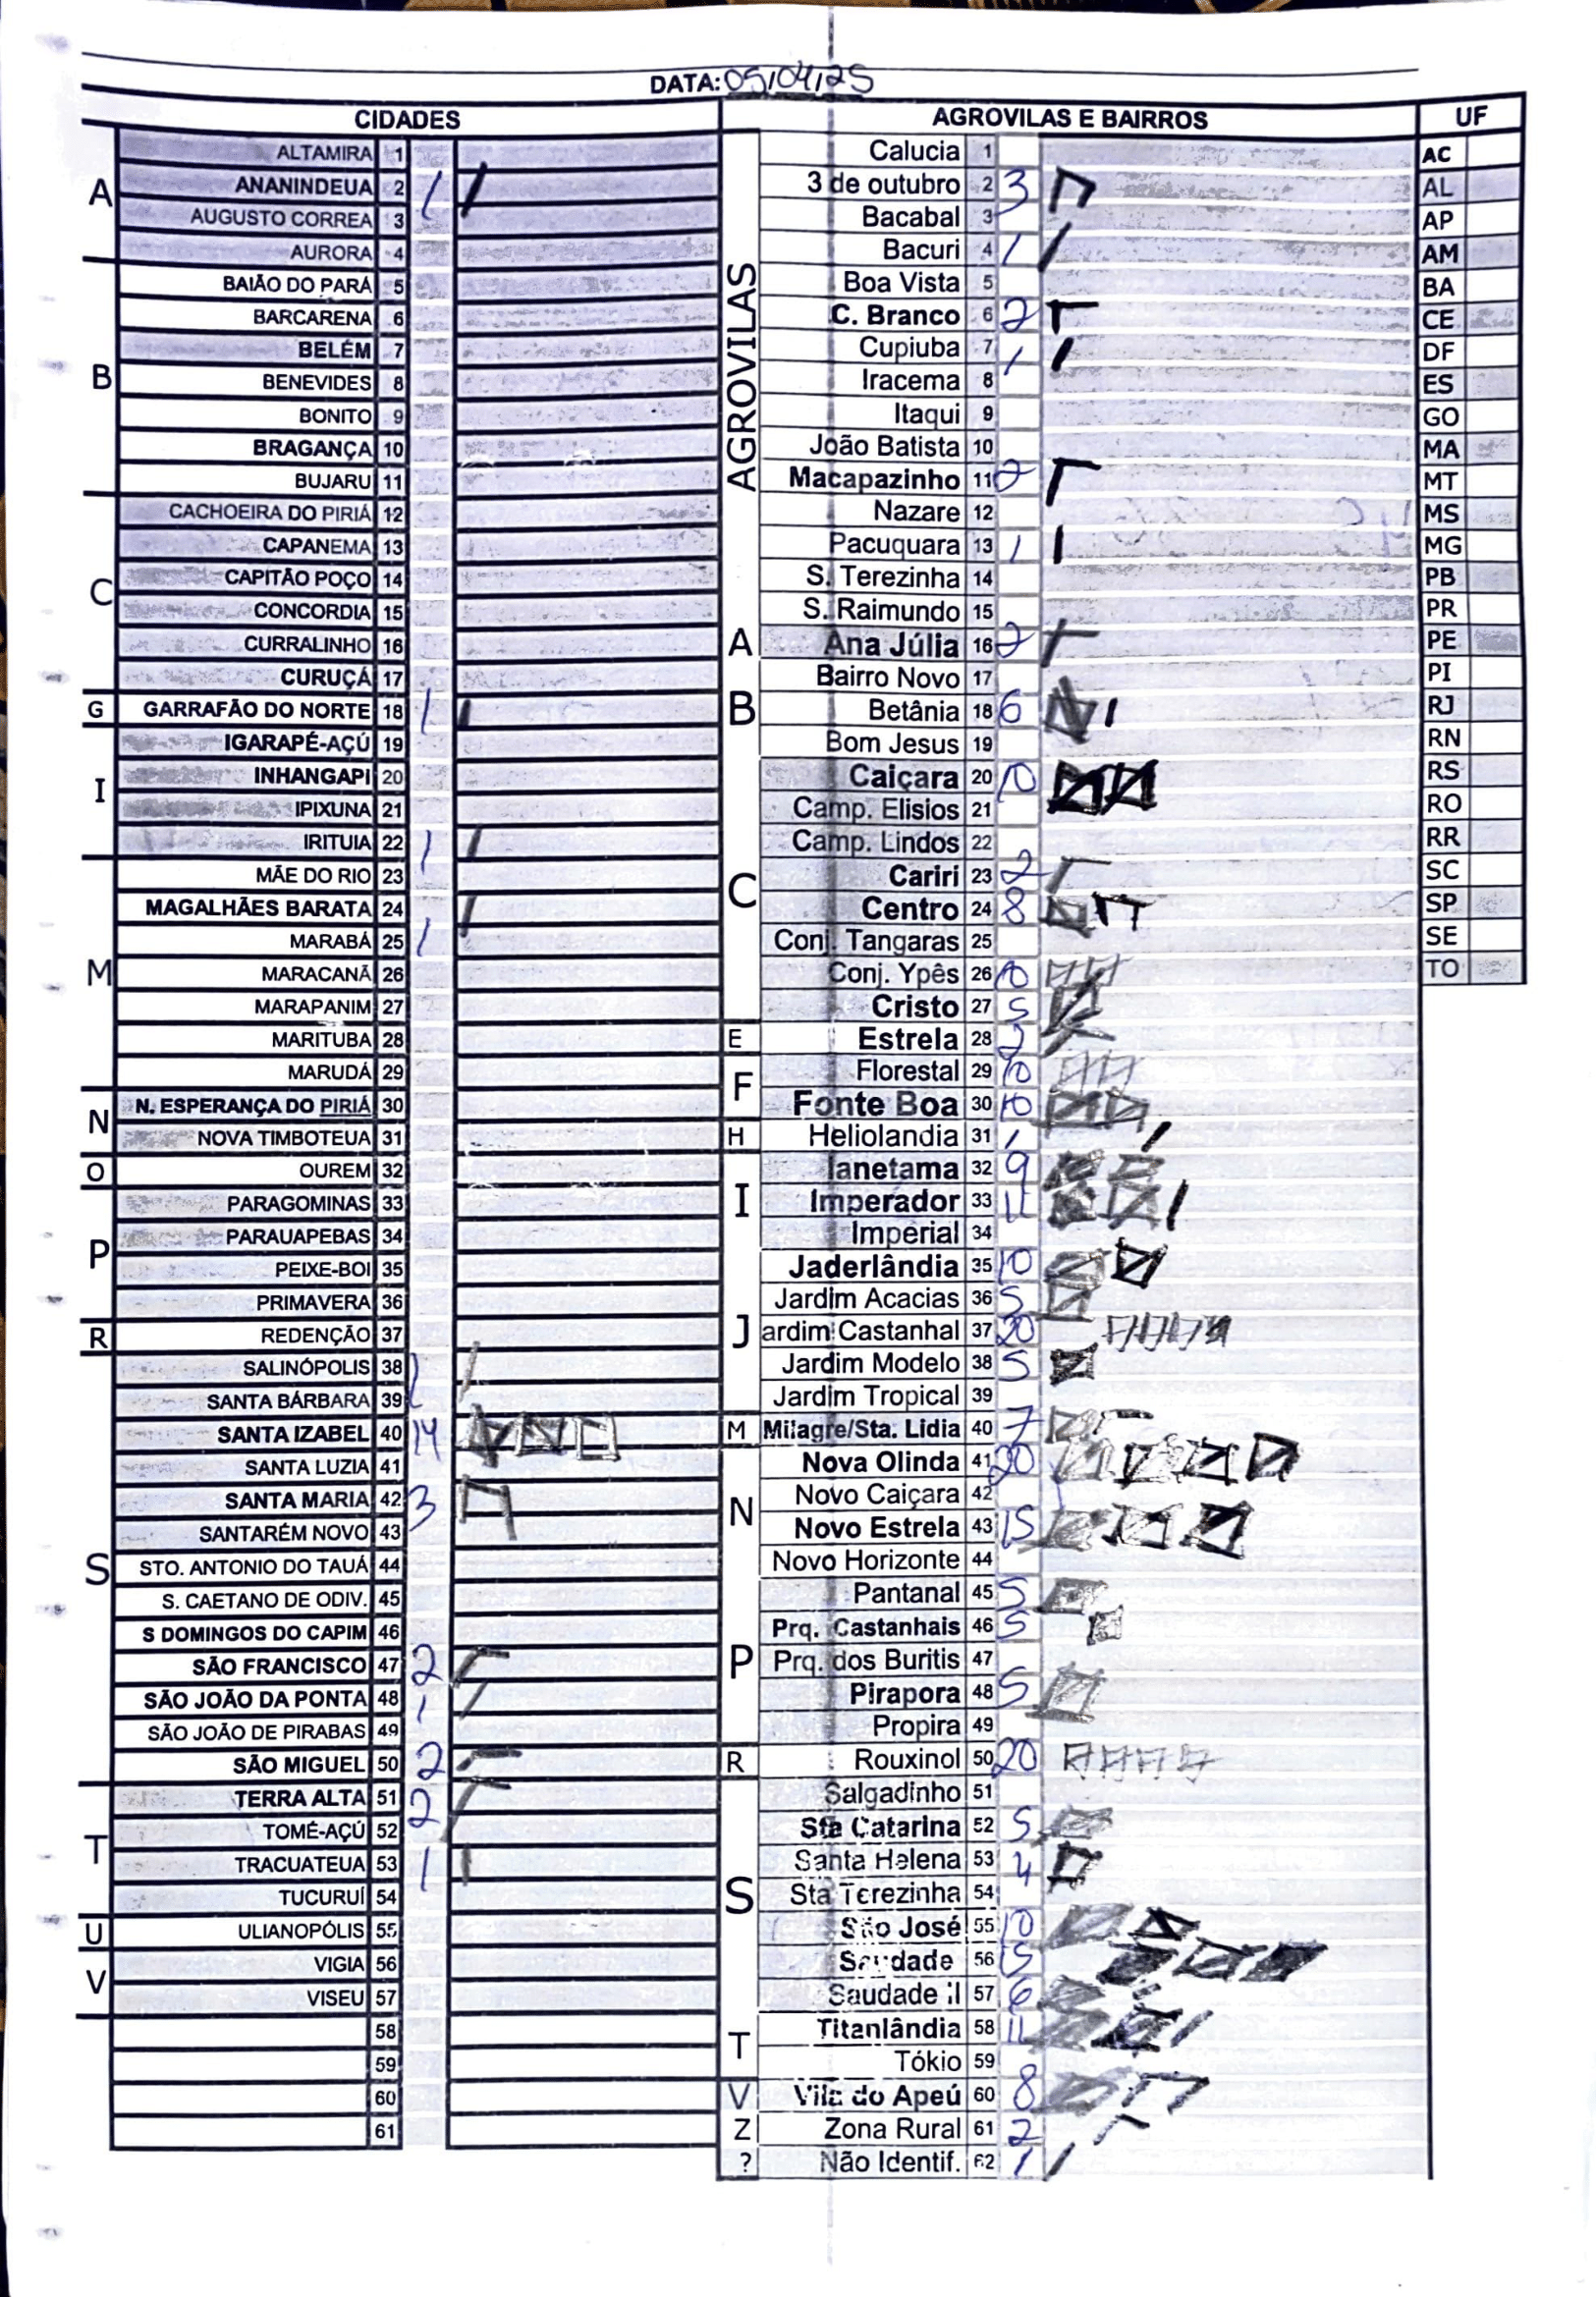 DATA: 05/04/25
CIDADES
A
ALTAMIRA 1
ANANINDEUA 2 1
AUGUSTO CORREA 3
AURORA 4
B
BAIÃO DO PARÁ 5
BARCARENA 6
BELÉM 7
BENEVIDES 8
BONITO 9
BRAGANÇA 10
BUJARU 11
C
CACHOEIRA DO PIRIÁ 12
CAPANEMA 13
CAPITÃO POÇO 14
CONCORDIA 15
CURRALINHO 16
CURUÇÁ 17
G
GARRAFÃO DO NORTE 18 1
I
IGARAPÉ-AÇÚ 19
INHANGAPI 20
IPIXUNA 21
IRITUIA 22 1
M
MÃE DO RIO 23
MAGALHÃES BARATA 24
MARABÁ 25 1
MARACANÃ 26
MARAPANIM 27
MARITUBA 28
MARUDÁ 29
N
N. ESPERANÇA DO PIRIÁ 30
NOVA TIMBOTEUA 31
O
OUREM 32
P
PARAGOMINAS 33
PARAUAPEBAS 34
PEIXE-BOI 35
PRIMAVERA 36
R
REDENÇÃO 37
S
SALINÓPOLIS 38 1
SANTA BÁRBARA 39
SANTA IZABEL 40 14
SANTA LUZIA 41
SANTA MARIA 42 3
SANTARÉM NOVO 43
STO. ANTONIO DO TAUÁ 44
S. CAETANO DE ODIV. 45
S DOMINGOS DO CAPIM 46
SÃO FRANCISCO 47 2
SÃO JOÃO DA PONTA 48 1
SÃO JOÃO DE PIRABAS 49
SÃO MIGUEL 50 2
T
TERRA ALTA 51 2
TOMÉ-AÇÚ 52
TRACUATEUA 53 1
TUCURUÍ 54
U
ULIANOPÓLIS 55
V
VIGIA 56
VISEU 57
58
59
60
61
AGROVILAS E BAIRROS
AGROVILAS
Calucia 1
3 de outubro 2 3
Bacabal 3
Bacuri 4 1
Boa Vista 5
C. Branco 6 2
Cupiuba 7 1
Iracema 8
Itaqui 9
João Batista 10
Macapazinho 11 2
Nazare 12
Pacuquara 13 1
S. Terezinha 14
S. Raimundo 15
A
Ana Júlia 16 2
B
Bairro Novo 17
Betânia 18 6
Bom Jesus 19
C
Caiçara 20 10
Camp. Elisios 21
Camp. Lindos 22
Cariri 23 2
Centro 24 8
Conj. Tangaras 25
Conj. Ypês 26 10
Cristo 27 5
E
Estrela 28 2
F
Florestal 29 10
Fonte Boa 30 10
H
Heliolandia 31 1
I
Ianetama 32 9
Imperador 33 11
Imperial 34
J
Jaderlândia 35 10
Jardim Acacias 36 5
ardim Castanhal 37 20
Jardim Modelo 38 5
Jardim Tropical 39
M
Milagre/Sta. Lidia 40 7
N
Nova Olinda 41 20
Novo Caiçara 42
Novo Estrela 43 15
Novo Horizonte 44
P
Pantanal 45 5
Prq. Castanhais 46 5
Prq. dos Buritis 47
Pirapora 48 5
Propira 49
R
Rouxinol 50 20
S
Salgadinho 51
Sta Catarina 52 5
Santa Helena 53 4
Sta Terezinha 54
São José 55 10
Saudade 56 15
Saudade II 57 6
T
Titanlândia 58 11
Tókio 59
V
Vila do Apeú 60 8
Z
Zona Rural 61 2
?
Não Identif. 62 1
UF
AC
AL
AP
AM
BA
CE
DF
ES
GO
MA
MT
MS
MG
PB
PR
PE
PI
RJ
RN
RS
RO
RR
SC
SP
SE
TO